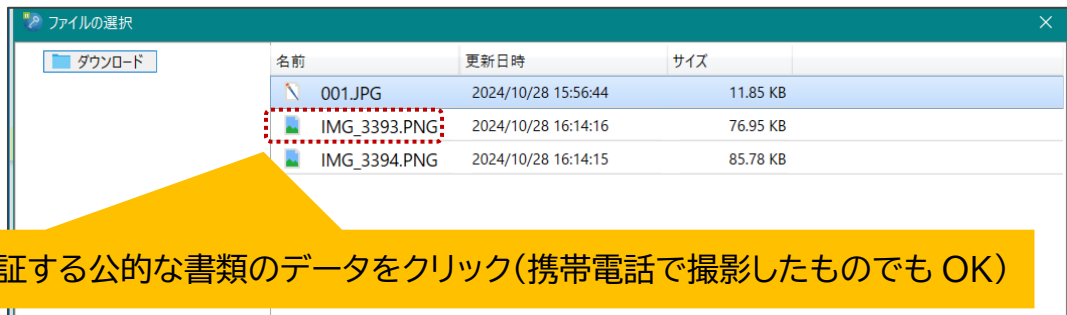 ファイルの選択
ダウンロード
名前 更新日時 サイズ
001.JPG 2024/10/28 15:56:44 11.85 KB
IMG_3393.PNG 2024/10/28 16:14:16 76.95 KB
IMG_3394.PNG 2024/10/28 16:14:15 85.78 KB
証する公的な書類のデータをクリック(携帯電話で撮影したものでも OK)